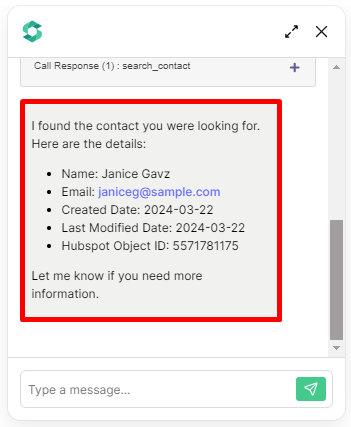 Call Response (1) : search_contact
I found the contact you were looking for.
Here are the details:
• Name: Janice Gavz
• Email: janiceg@sample.com
• Created Date: 2024-03-22
• Last Modified Date: 2024-03-22
• Hubspot Object ID: 5571781175
Let me know if you need more
information.
Type a message...